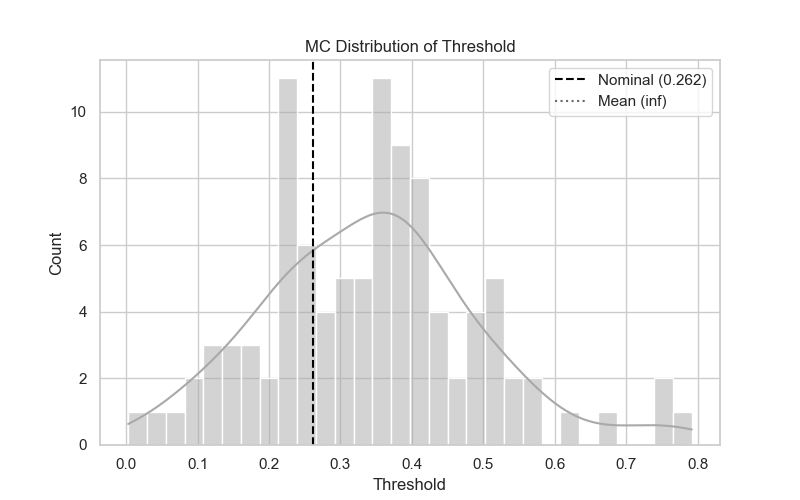 MC Distribution of Threshold
Nominal (0.262)
Mean (inf)
10
8
6
4
2
0
Count
0.0 0.1 0.2 0.3 0.4 0.5 0.6 0.7 0.8
Threshold